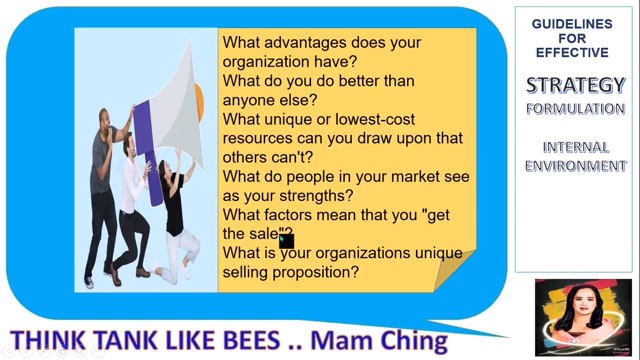 What advantages does your
organization have?
What do you do better than
anyone else?
What unique or lowest-cost
resources can you draw upon that
others can't?
What do people in your market see
as your strengths?
What factors mean that you "get
the sale"?
What is your organizations unique
selling proposition?
GUIDELINES
FOR
EFFECTIVE
STRATEGY
FORMULATION
INTERNAL
ENVIRONMENT
THINK TANK LIKE BEES .. Mam Ching